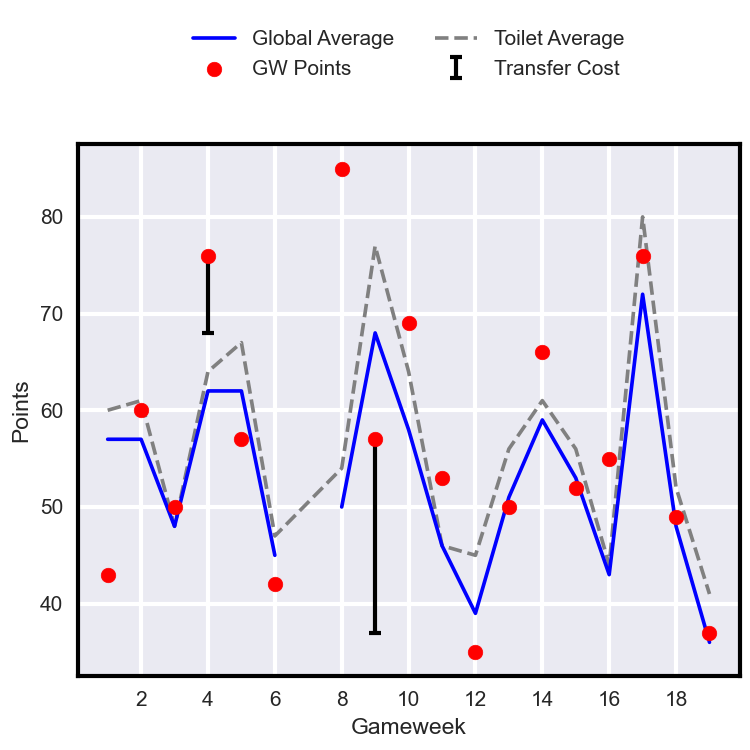 Global Average Toilet Average
GW Points Transfer Cost
80
70
60
50
40
Points
2 4 6 8 10 12 14 16 18
Gameweek